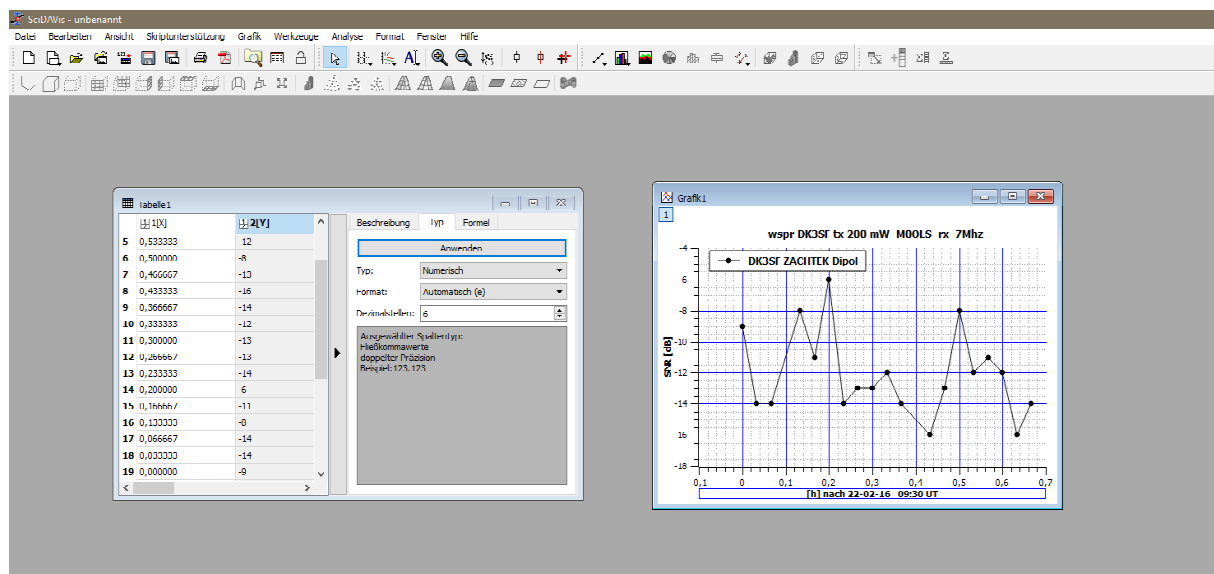 SciDAVis - unbenannt
Datei Bearbeiten Ansicht Skriptunterstützung Grafik Werkzeuge Analyse Format Fenster Hilfe
Tabelle1
1[X] 2[Y]
5 0,533333 12
6 0,500000 -8
7 0,466667 -13
8 0,433333 -16
9 0,366667 -14
10 0,333333 -12
11 0,300000 -13
12 0,266667 -13
13 0,233333 -14
14 0,200000 6
15 0,166667 -11
16 0,133333 -8
17 0,066667 -14
18 0,033333 -14
19 0,000000 -9
Beschreibung Typ Formel
Anwenden
Typ: Numerisch
Format: Automatisch (e)
Dezimalstellen: 6
Ausgewählter Spaltentyp:
Fließkommawerte
doppelter Präzision
Beispiel: 123.123
Grafik1
1
wspr DK3SF tx 200 mW M0OLS rx 7Mhz
DK3SF ZACHTEK Dipol
SNR [dB]
-4
6
-8
-10
-12
-14
16
-18
0,1 0 0,1 0,2 0,3 0,4 0,5 0,6 0,7
[h] nach 22-02-16 09:30 UT